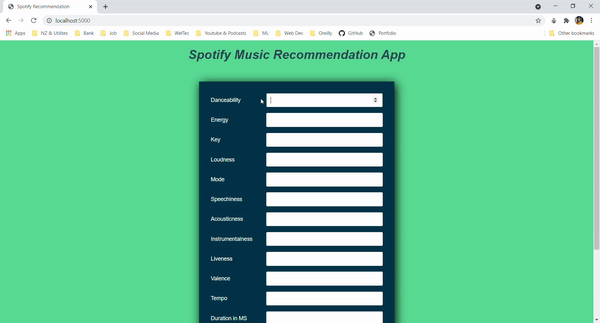 Spotify Recommendation
localhost:5000
Apps NZ & Utilites Bank Job Social Media WelTec Youtube & Podcasts ML Web Dev Oreilly GitHub Portfolio Other bookmarks
Spotify Music Recommendation App
Danceability
Energy
Key
Loudness
Mode
Speechiness
Acousticness
Instrumentalness
Liveness
Valence
Tempo
Duration in MS